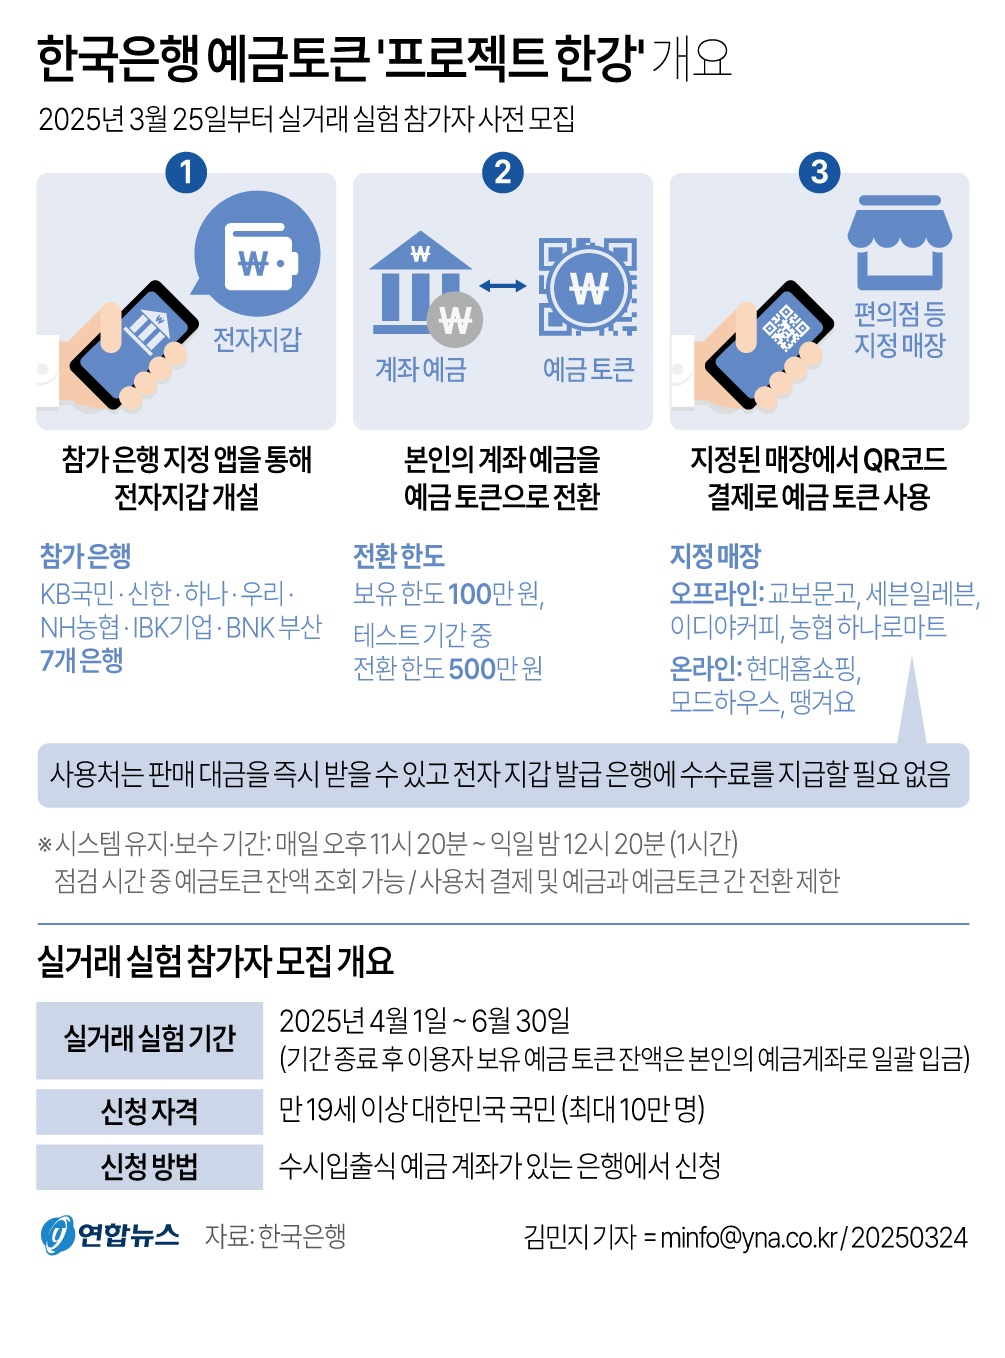 한국은행 예금토큰 '프로젝트 한강' 개요
2025년 3월 25일부터 실거래 실험 참가자 사전 모집
1
전자지갑
참가 은행 지정 앱을 통해
전자지갑 개설
참가 은행
KB국민·신한·하나·우리·
NH농협·IBK기업·BNK 부산
7개 은행
2
₩
₩
₩
계좌 예금
예금 토큰
본인의 계좌 예금을
예금 토큰으로 전환
전환 한도
보유 한도 100만 원,
테스트 기간 중
전환 한도 500만 원
3
편의점 등
지정 매장
지정된 매장에서 QR코드
결제로 예금 토큰 사용
지정 매장
오프라인: 교보문고, 세븐일레븐,
이디야커피, 농협 하나로마트
온라인: 현대홈쇼핑,
모드하우스, 땡겨요
사용처는 판매 대금을 즉시 받을 수 있고 전자 지갑 발급 은행에 수수료를 지급할 필요 없음
※ 시스템 유지·보수 기간: 매일 오후 11시 20분 ~ 익일 밤 12시 20분 (1시간)
점검 시간 중 예금토큰 잔액 조회 가능 / 사용처 결제 및 예금과 예금토큰 간 전환 제한
실거래 실험 참가자 모집 개요
실거래 실험 기간
2025년 4월 1일 ~ 6월 30일
(기간 종료 후 이용자 보유 예금 토큰 잔액은 본인의 예금게좌로 일괄 입금)
신청 자격
만 19세 이상 대한민국 국민 (최대 10만 명)
신청 방법
수시입출식 예금 계좌가 있는 은행에서 신청
연합뉴스
자료: 한국은행
김민지 기자 = minfo@yna.co.kr / 20250324